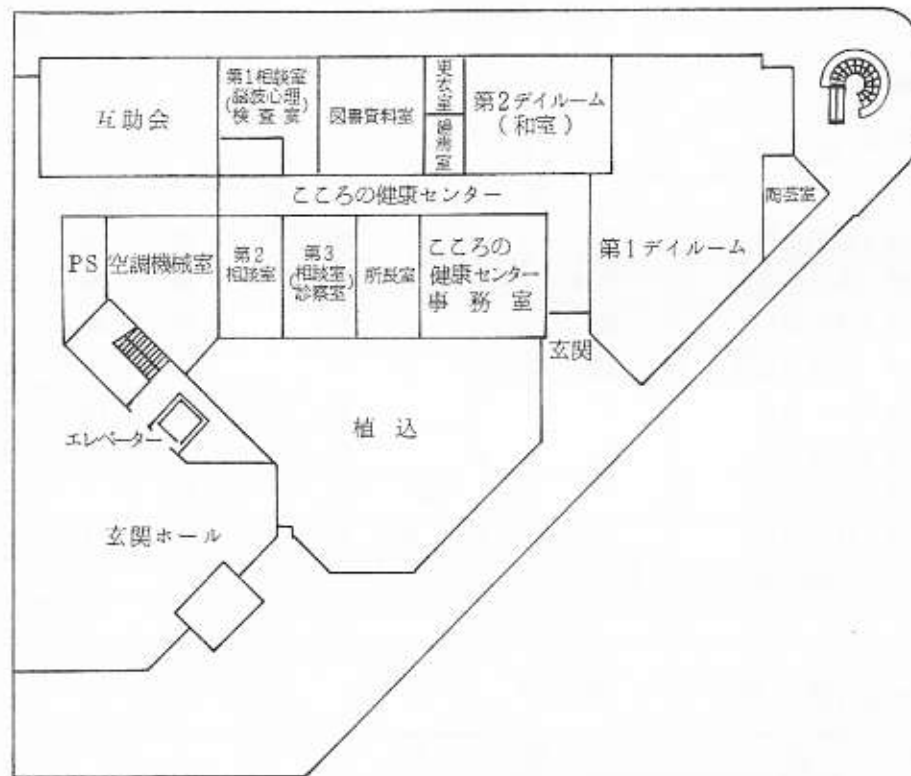 互助会
第1相談室
(脳波心理)
検査室
図書資料室
更衣室
第2デイルーム
(和室)
こころの健康センター
陶芸室
第1デイルーム
PS
空調機械室
第2
相談室
第3
(相談室)
診察室
所長室
こころの
健康センター
事務室
玄関
植込
エレベーター
玄関ホール